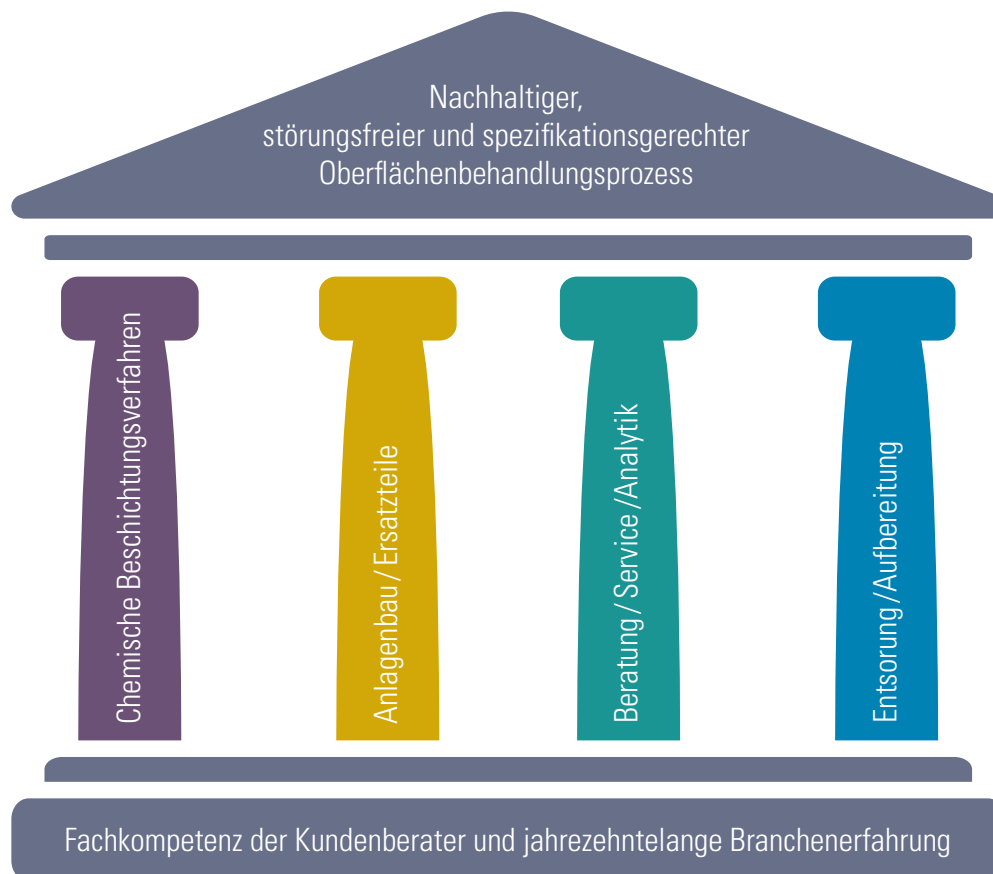 Nachhaltiger,
störungsfreier und spezifikationsgerechter
Oberflächenbehandlungsprozess
Chemische Beschichtungsverfahren
Anlagenbau / Ersatzteile
Beratung / Service / Analytik
Entsorung / Aufbereitung
Fachkompetenz der Kundenberater und jahrezehntelange Branchenerfahrung